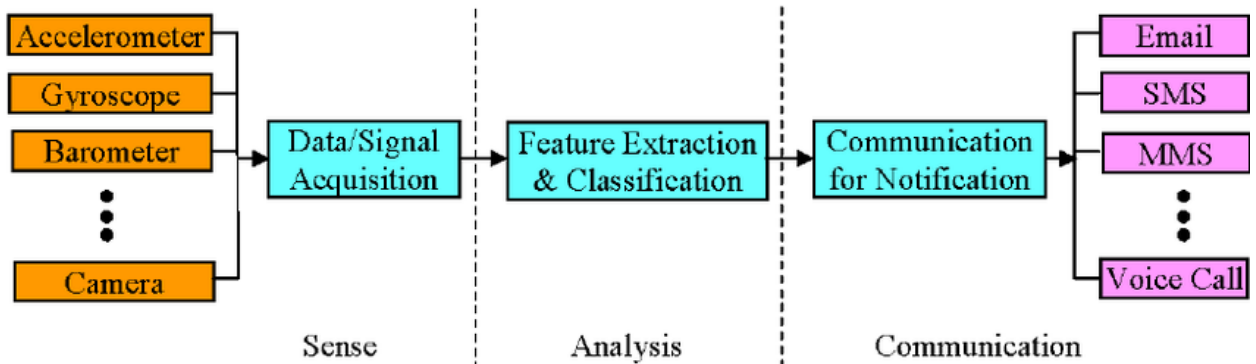 Accelerometer
Gyroscope
Barometer
Camera
Data/Signal
Acquisition
Feature Extraction
& Classification
Communication
for Notification
Email
SMS
MMS
Voice Call
Sense
Analysis
Communication